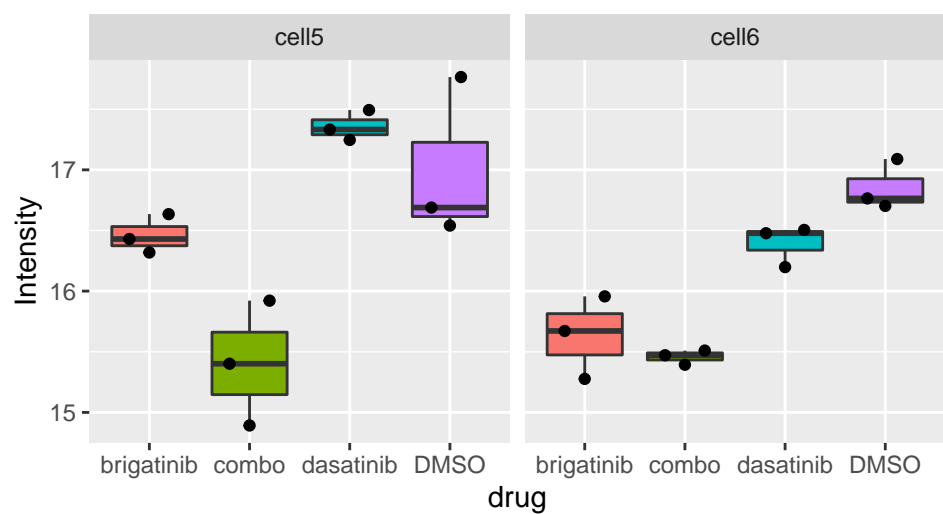 cell5 cell6
Intensity
17
16
15
brigatinib combo dasatinib DMSO brigatinib combo dasatinib DMSO
drug